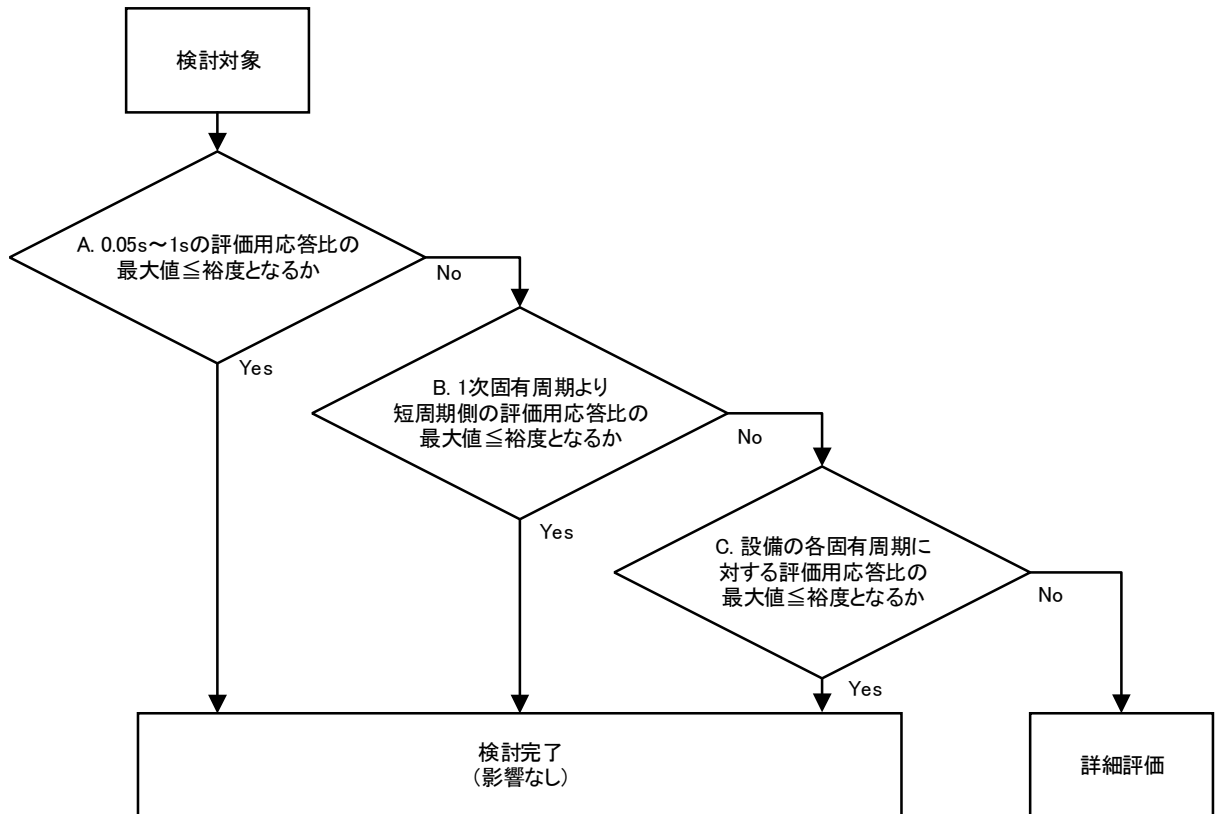 検討対象
A. 0.05s～1sの評価用応答比の
最大値≦裕度となるか
No
Yes
B. 1次固有周期より
短周期側の評価用応答比の
最大値≦裕度となるか
No
Yes
C. 設備の各固有周期に
対する評価用応答比の
最大値≦裕度となるか
No
Yes
検討完了
（影響なし）
詳細評価